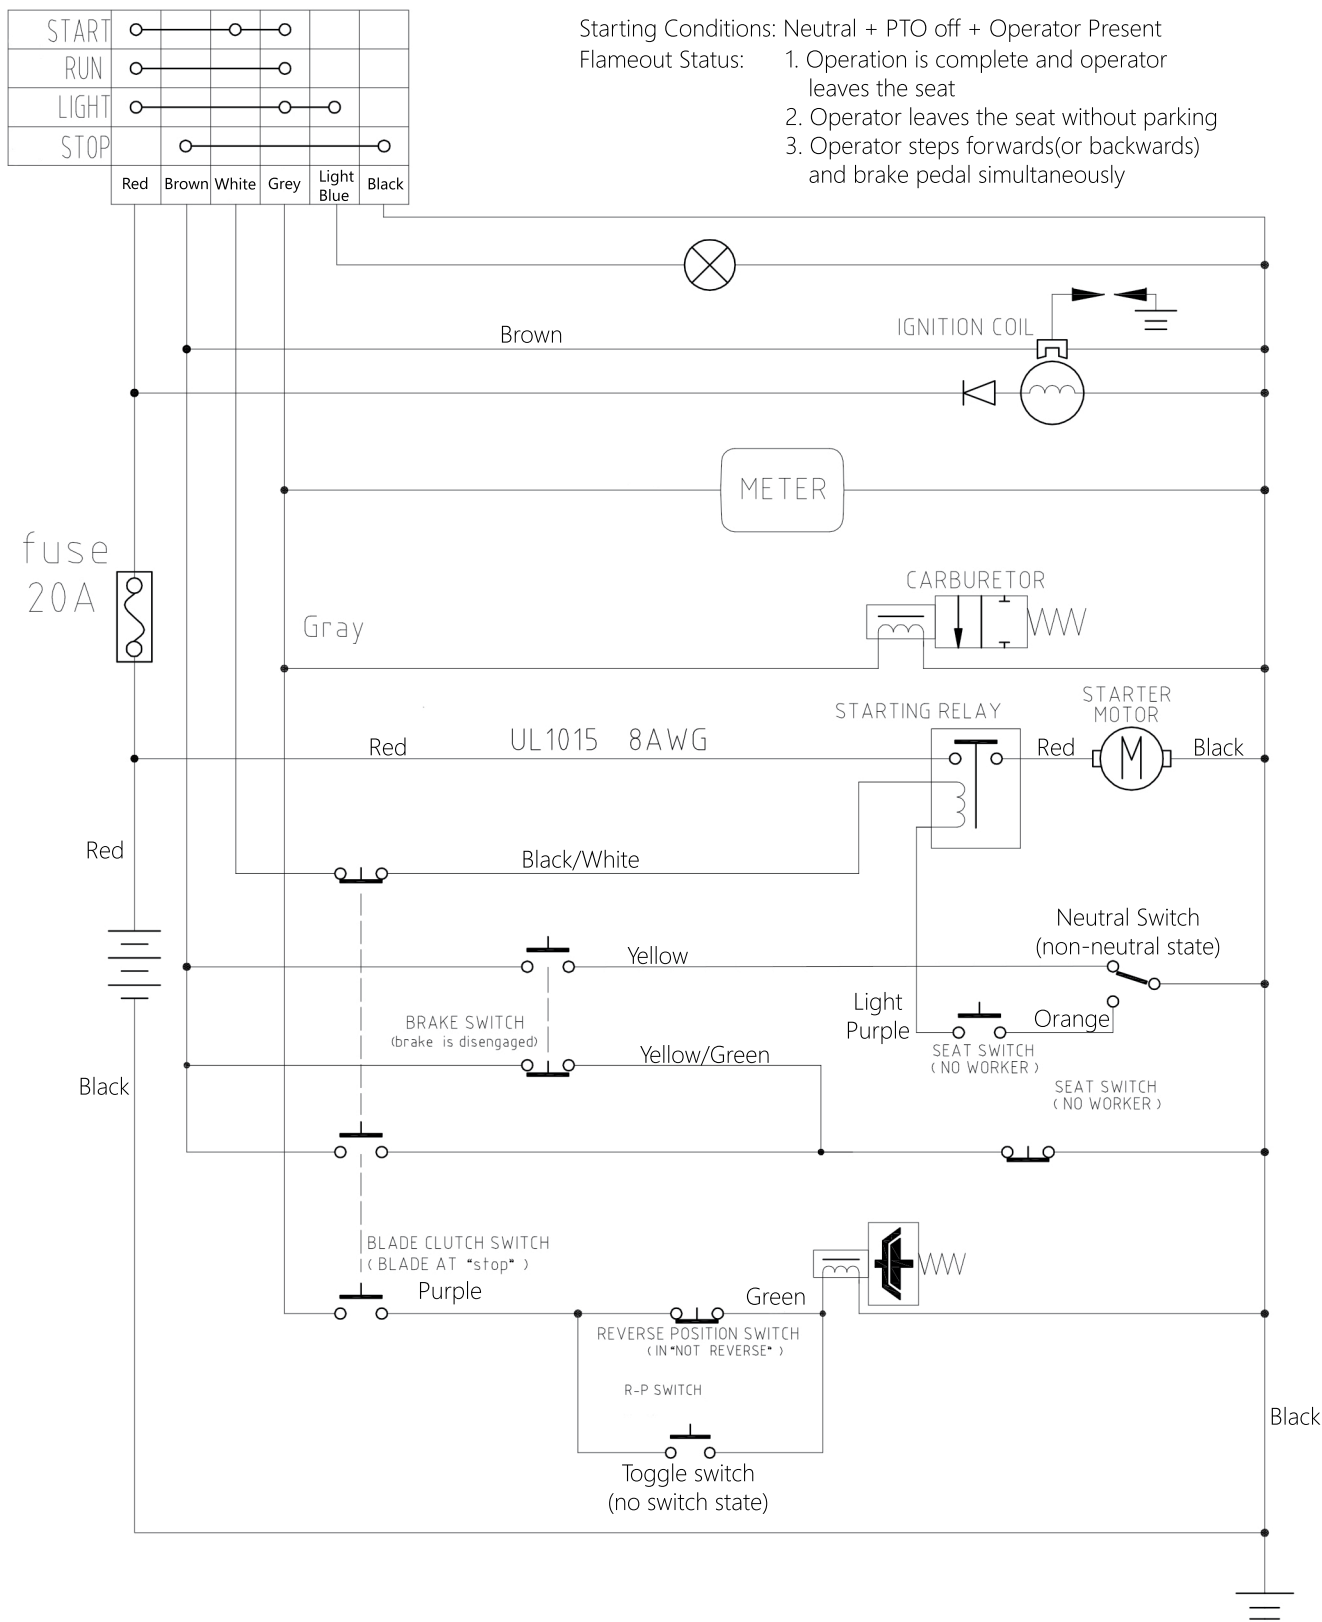 START
RUN
LIGHT
STOP
Red Brown White Grey Light Blue Black
Starting Conditions: Neutral + PTO off + Operator Present
Flameout Status: 1. Operation is complete and operator
leaves the seat
2. Operator leaves the seat without parking
3. Operator steps forwards(or backwards)
and brake pedal simultaneously
IGNITION COIL
Brown
METER
fuse
20A
CARBURETOR
Gray
STARTER
MOTOR
STARTING RELAY
Red
UL1015 8AWG
Red
M
Black
Red
Black/White
Neutral Switch
(non-neutral state)
Yellow
Light
Purple
Orange
BRAKE SWITCH
(brake is disengaged)
SEAT SWITCH
(NO WORKER)
Yellow/Green
Black
SEAT SWITCH
(NO WORKER)
BLADE CLUTCH SWITCH
(BLADE AT "stop")
Purple
Green
REVERSE POSITION SWITCH
(IN"NOT REVERSE")
R-P SWITCH
Black
Toggle switch
(no switch state)